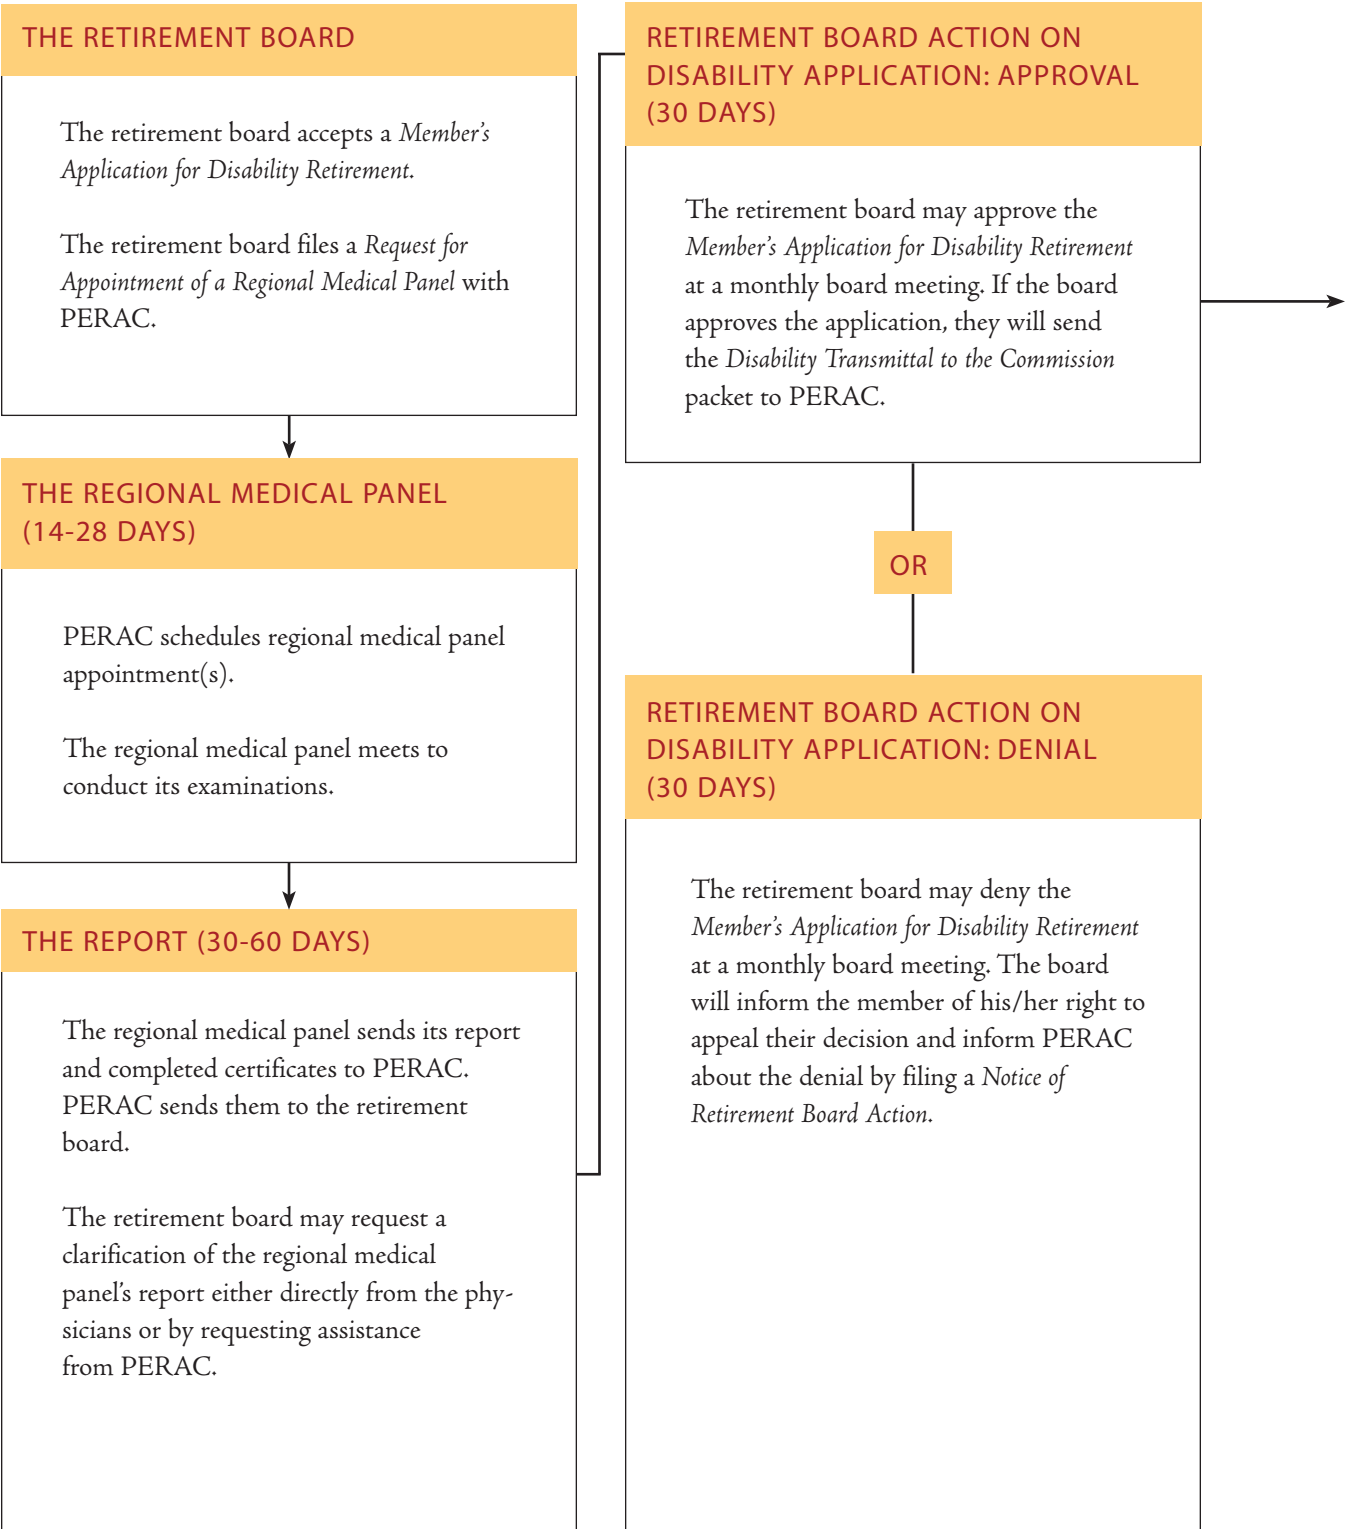 THE RETIREMENT BOARD
The retirement board accepts a Member's
Application for Disability Retirement.
The retirement board files a Request for
Appointment of a Regional Medical Panel with
PERAC.
THE REGIONAL MEDICAL PANEL
(14-28 DAYS)
PERAC schedules regional medical panel
appointment(s).
The regional medical panel meets to
conduct its examinations.
THE REPORT (30-60 DAYS)
The regional medical panel sends its report
and completed certificates to PERAC.
PERAC sends them to the retirement
board.
The retirement board may request a
clarification of the regional medical
panel's report either directly from the phy-
sicians or by requesting assistance
from PERAC.
RETIREMENT BOARD ACTION ON
DISABILITY APPLICATION: APPROVAL
(30 DAYS)
The retirement board may approve the
Member's Application for Disability Retirement
at a monthly board meeting. If the board
approves the application, they will send
the Disability Transmittal to the Commission
packet to PERAC.
OR
RETIREMENT BOARD ACTION ON
DISABILITY APPLICATION: DENIAL
(30 DAYS)
The retirement board may deny the
Member's Application for Disability Retirement
at a monthly board meeting. The board
will inform the member of his/her right to
appeal their decision and inform PERAC
about the denial by filing a Notice of
Retirement Board Action.